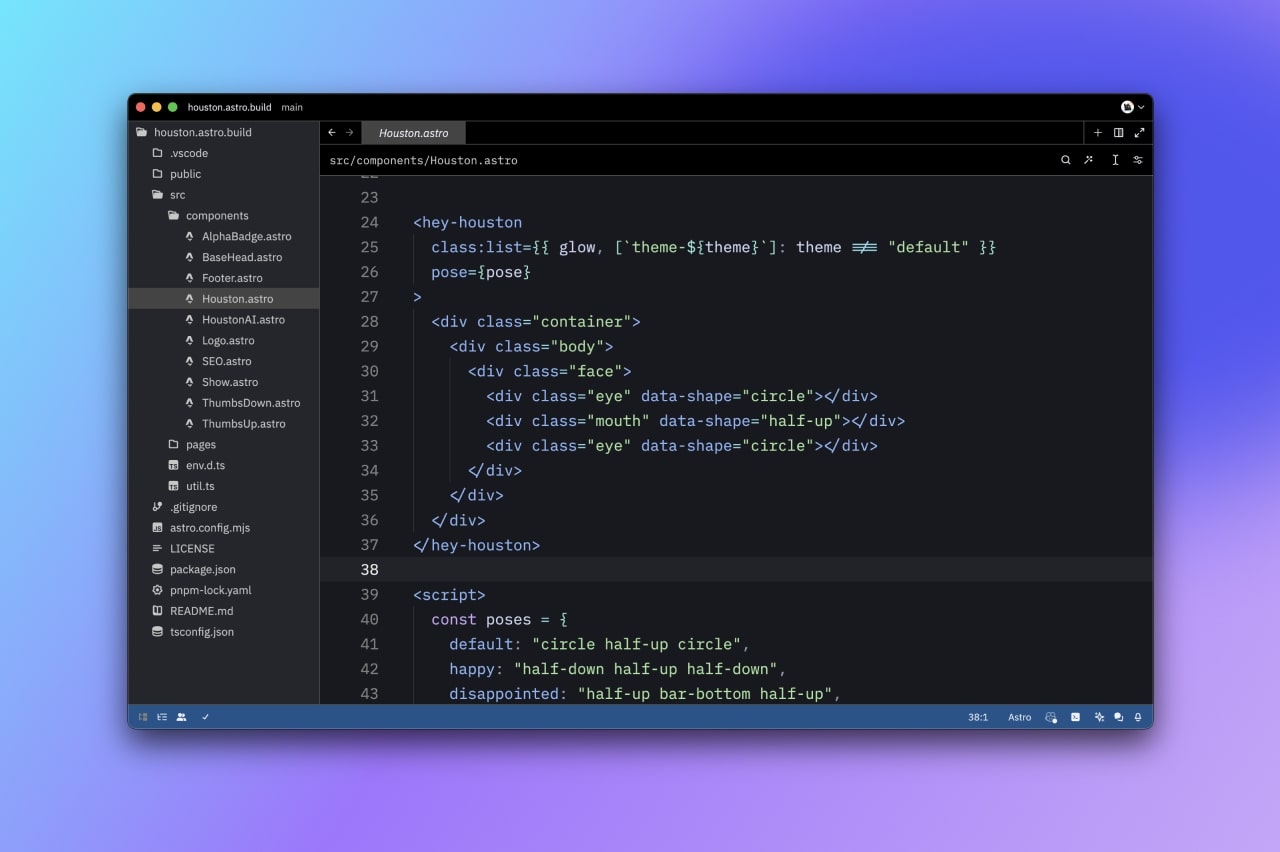 houston.astro.build main
houston.astro.build
.vscode
public
src
components
AlphaBadge.astro
BaseHead.astro
Footer.astro
Houston.astro
HoustonAI.astro
Logo.astro
SEO.astro
Show.astro
ThumbsDown.astro
ThumbsUp.astro
pages
env.d.ts
util.ts
.gitignore
astro.config.mjs
LICENSE
package.json
pnpm-lock.yaml
README.md
tsconfig.json
Houston.astro
src/components/Houston.astro
23
24 <hey-houston
25 class:list={{ glow, [`theme-${theme}`]: theme !== "default" }}
26 pose={pose}
27 >
28 <div class="container">
29 <div class="body">
30 <div class="face">
31 <div class="eye" data-shape="circle"></div>
32 <div class="mouth" data-shape="half-up"></div>
33 <div class="eye" data-shape="circle"></div>
34 </div>
35 </div>
36 </div>
37 </hey-houston>
38
39 <script>
40 const poses = {
41 default: "circle half-up circle",
42 happy: "half-down half-up half-down",
43 disappointed: "half-up bar-bottom half-up",
38:1 Astro